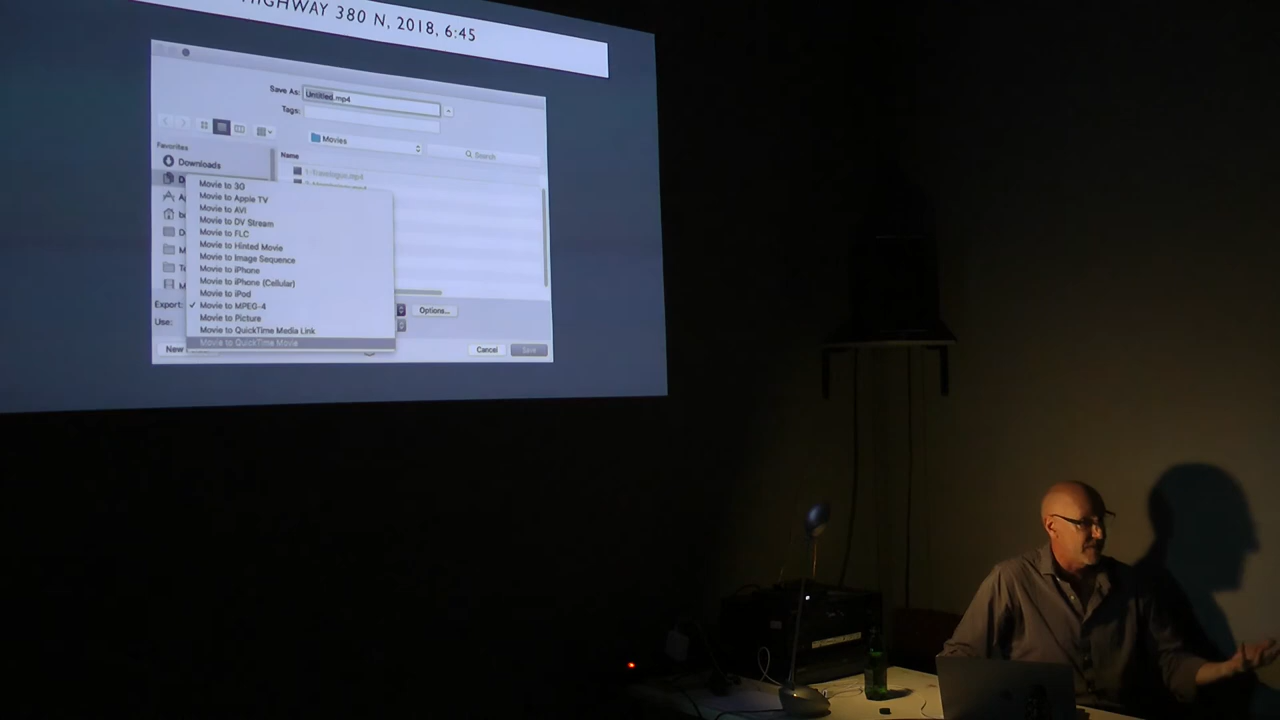 HIGHWAY 380 N, 2018, 6:45
Save As: Untitled.mp4
Tags:
Movies
Search
Favorites
Name
Downloads
1-Travelogue.mp4
Movie to 3G
Movie to Apple TV
Movie to AVI
Movie to DV Stream
Movie to FLC
Movie to Hinted Movie
Movie to Image Sequence
Movie to iPhone
Movie to iPhone (Cellular)
Movie to iPod
Export: ✓ Movie to MPEG-4
Options...
Movie to Picture
Use:
Movie to QuickTime Media Link
Movie to QuickTime Movie
New
Cancel
Save